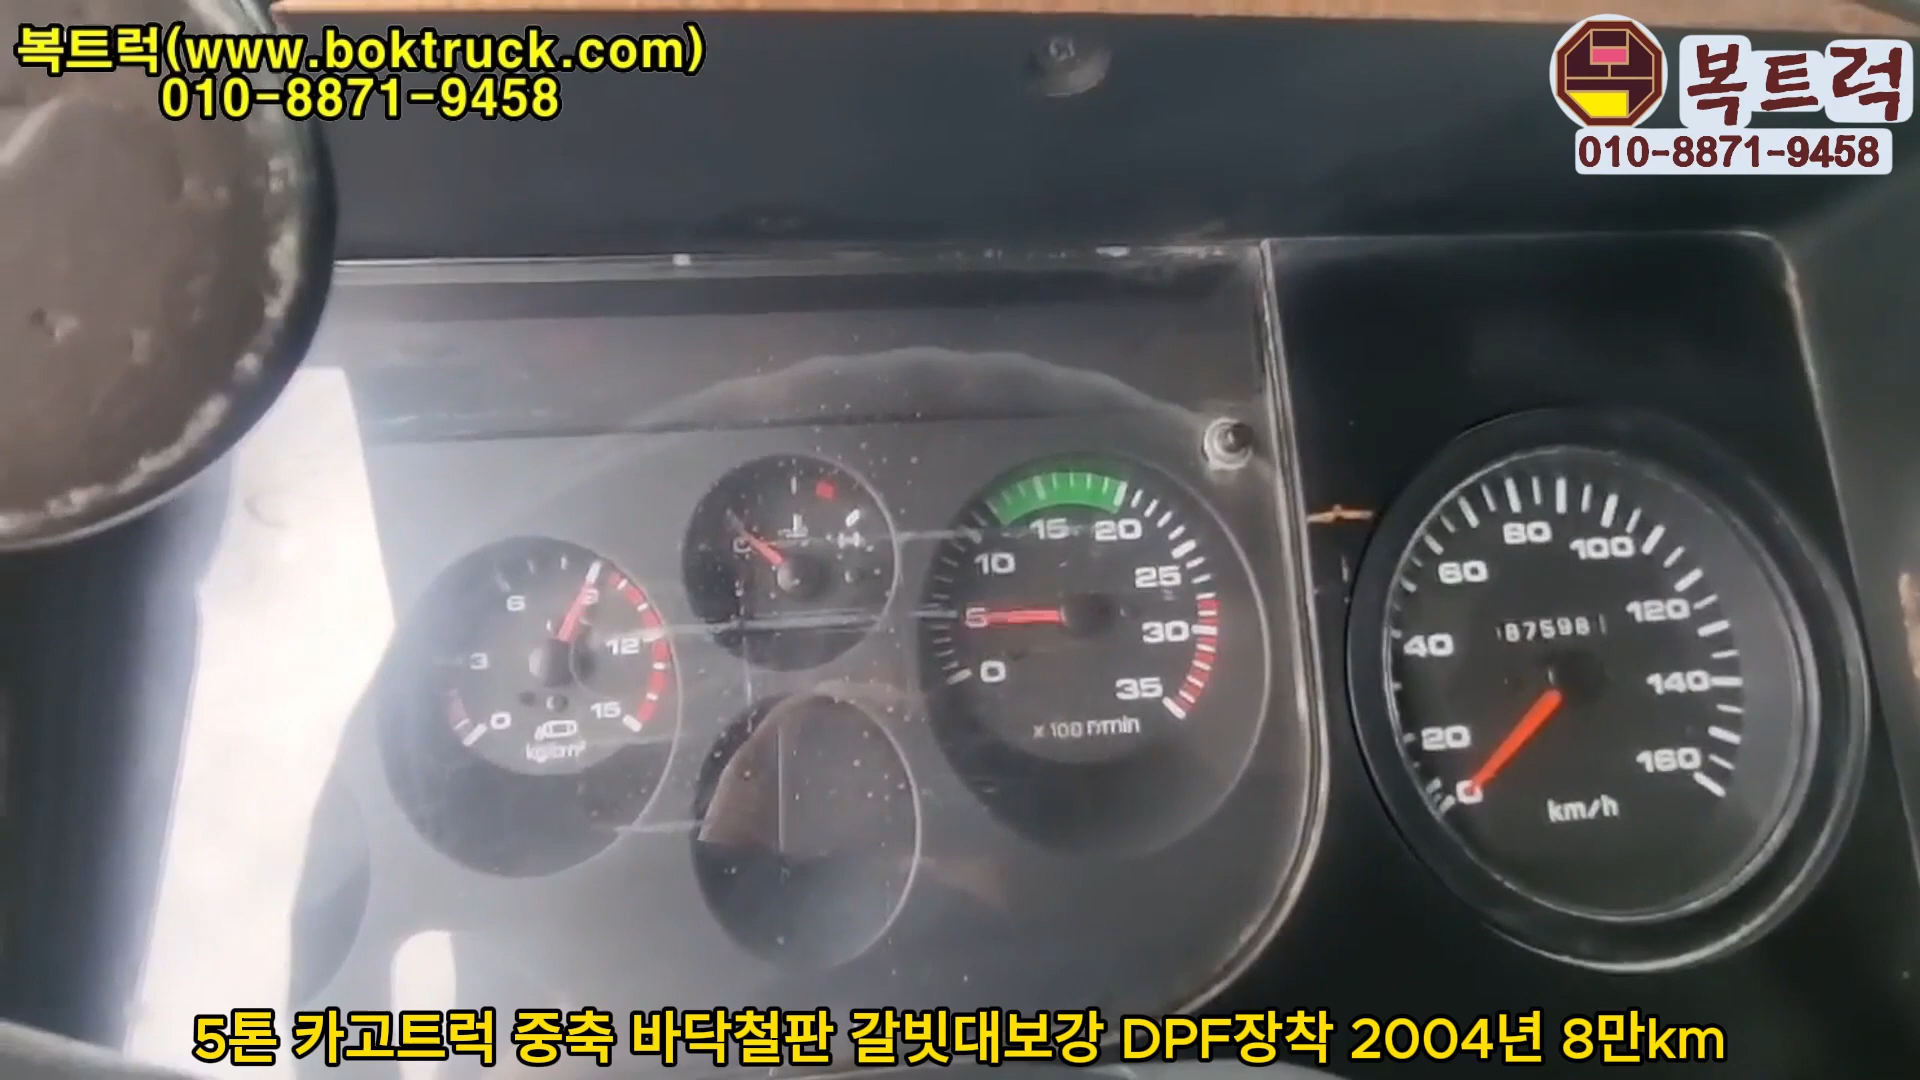 복트럭(www.boktruck.com)
010-8871-9458
복트럭
010-8871-9458
15 20
10 25
5 30
0 35
x 100 r/min
6 9
3 12
0 15
kg/cm²
C H
80 100
60 120
40 140
20 160
0
87598
km/h
5톤 카고트럭 중축 바닥철판 갈빗대보강 DPF장착 2004년 8만km